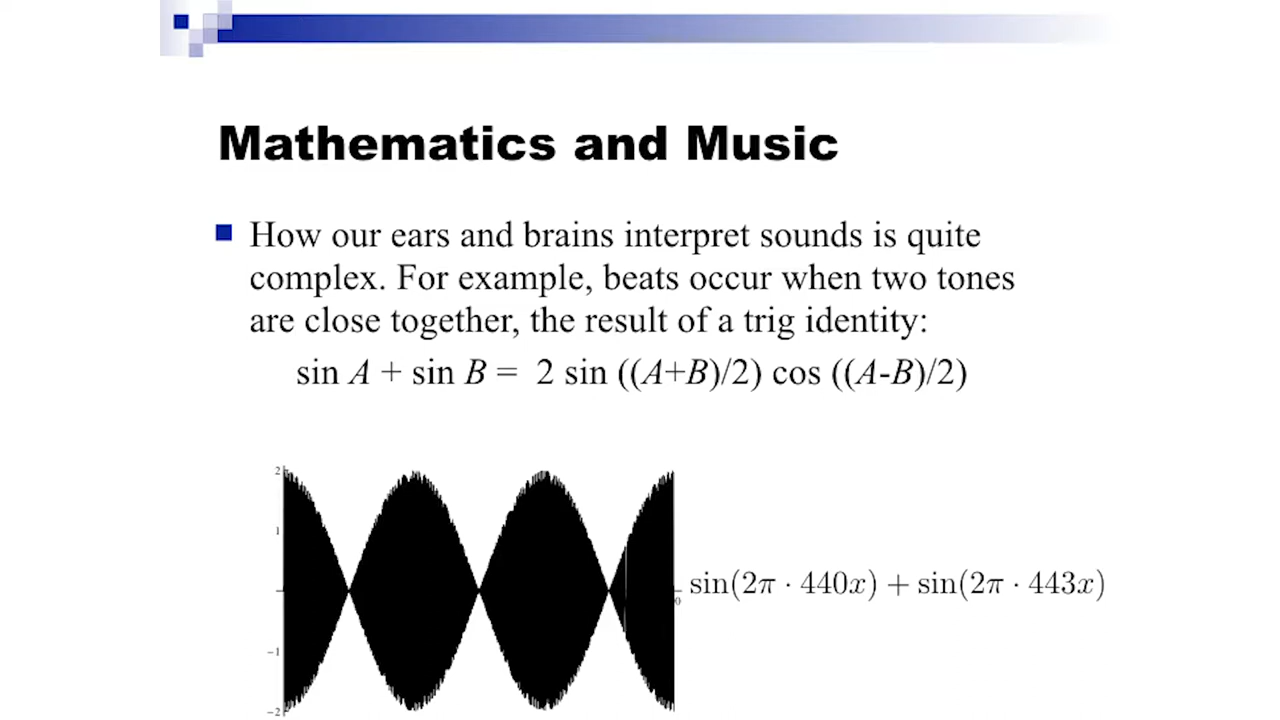 Mathematics and Music
How our ears and brains interpret sounds is quite
complex. For example, beats occur when two tones
are close together, the result of a trig identity:
sin A + sin B = 2 sin ((A+B)/2) cos ((A-B)/2)
2
1
-1
-2
0
sin(2π · 440x) + sin(2π · 443x)